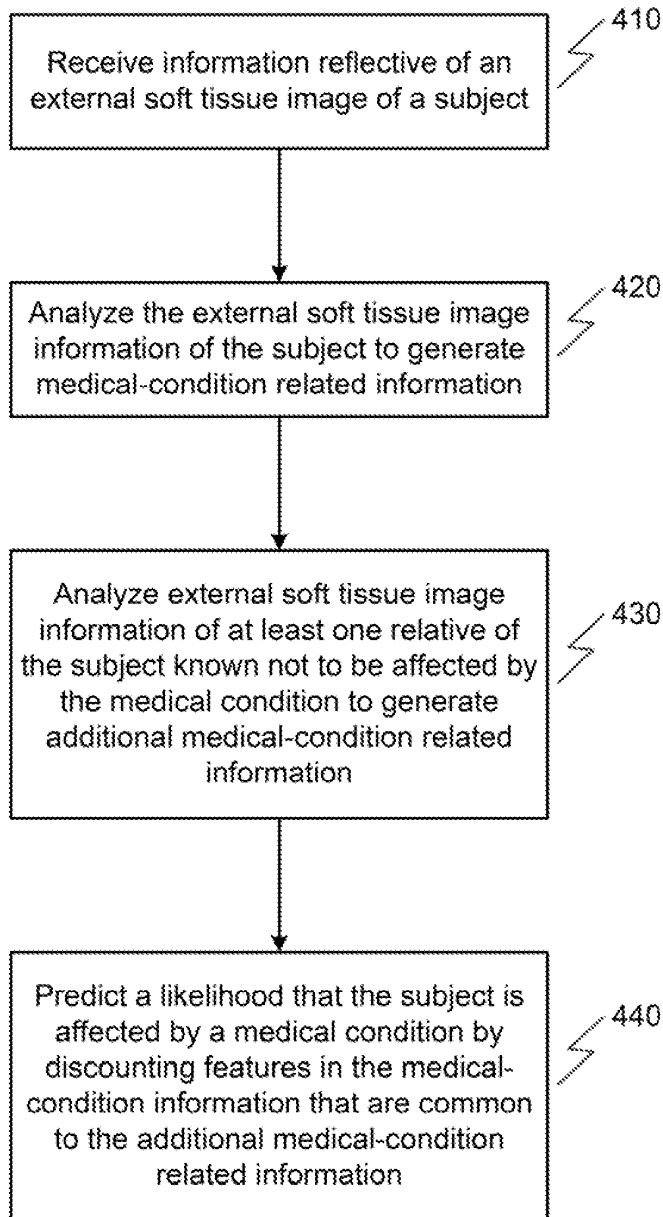 410
Receive information reflective of an
external soft tissue image of a subject
420
Analyze the external soft tissue image
information of the subject to generate
medical-condition related information
430
Analyze external soft tissue image
information of at least one relative of
the subject known not to be affected by
the medical condition to generate
additional medical-condition related
information
440
Predict a likelihood that the subject is
affected by a medical condition by
discounting features in the medical-
condition information that are common
to the additional medical-condition
related information